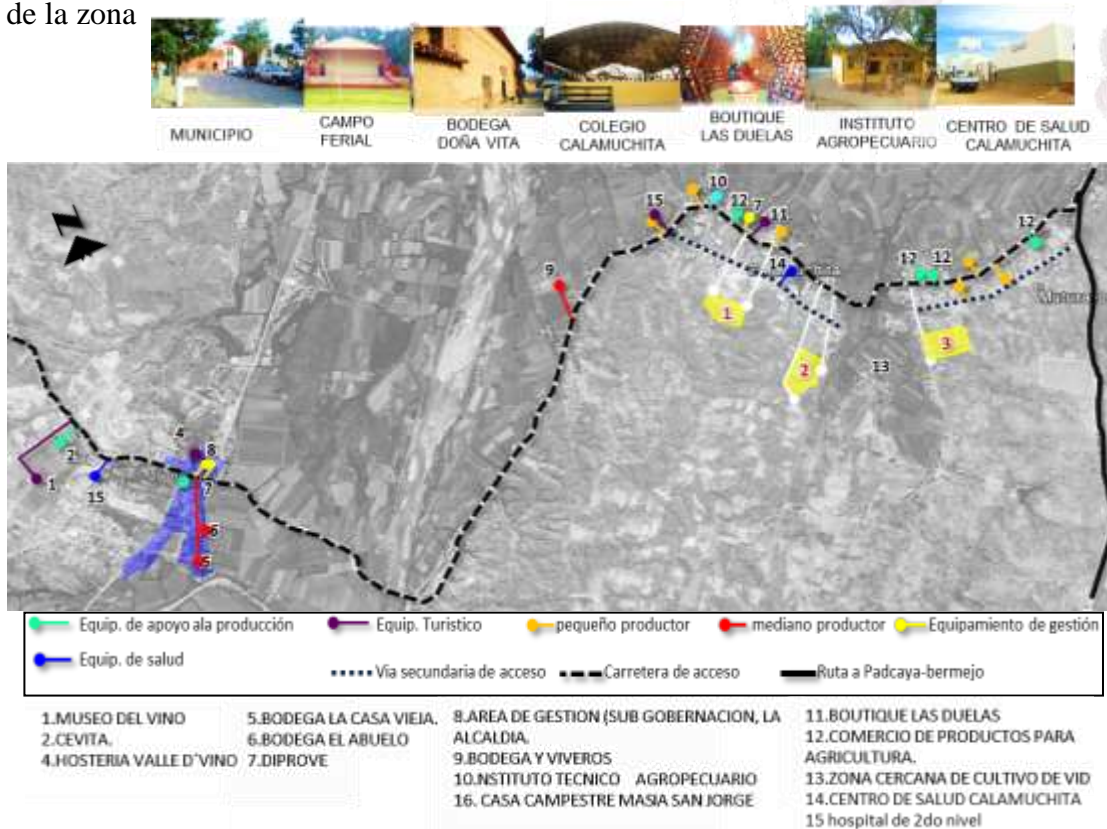 de la zona
MUNICIPIO
CAMPO
FERIAL
BODEGA
DOÑA VITA
COLEGIO
CALAMUCHITA
BOUTIQUE
LAS DUELAS
INSTITUTO
AGROPECUARIO
CENTRO DE SALUD
CALAMUCHITA
Z
15
10
12
7
11
9
14
1
2
17
12
12
3
13
4
8
2
1
15
7
6
5
Equip. de apoyo ala producción
Equip. Turistico
pequeño productor
mediano productor
Equipamiento de gestión
Equip. de salud
Via secundaria de acceso
Carretera de acceso
Ruta a Padcaya-bermejo
1.MUSEO DEL VINO
2.CEVITA.
4.HOSTERIA VALLE D´VINO
5.BODEGA LA CASA VIEJA.
6.BODEGA EL ABUELO
7.DIPROVE
8.AREA DE GESTION (SUB GOBERNACION, LA
ALCALDIA.
9.BODEGA Y VIVEROS
10.NSTITUTO TECNICO AGROPECUARIO
16. CASA CAMPESTRE MASIA SAN JORGE
11.BOUTIQUE LAS DUELAS
12.COMERCIO DE PRODUCTOS PARA
AGRICULTURA.
13.ZONA CERCANA DE CULTIVO DE VID
14.CENTRO DE SALUD CALAMUCHITA
15 hospital de 2do nivel